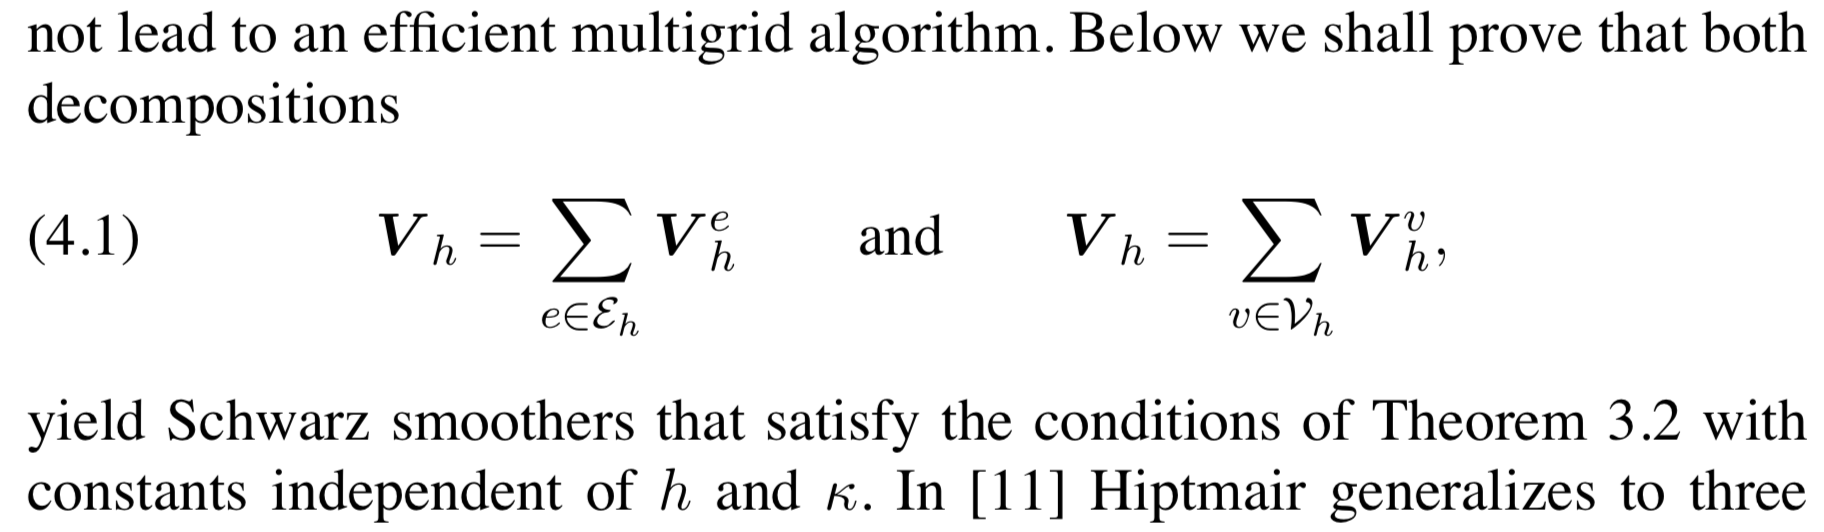 not lead to an efficient multigrid algorithm. Below we shall prove that both
decompositions
(4.1) $\boldsymbol{V}_h = \sum_{e \in \mathcal{E}_h} \boldsymbol{V}_h^e$ and $\boldsymbol{V}_h = \sum_{v \in \mathcal{V}_h} \boldsymbol{V}_h^v,$
yield Schwarz smoothers that satisfy the conditions of Theorem 3.2 with
constants independent of $h$ and $\kappa$. In [11] Hiptmair generalizes to three